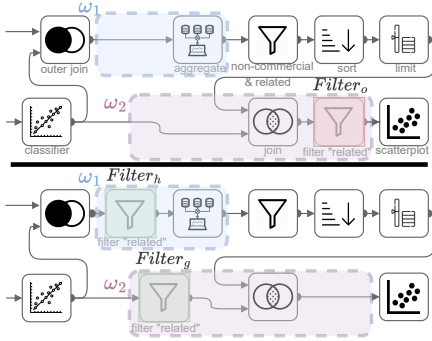 ω₁
outer join
aggregate
non-commercial
& related
sort
limit
ω₂
Filterₒ
classifier
join
filter "related"
scatterplot
ω₁
Filterₕ
filter "related"
Filter_g
ω₂
filter "related"